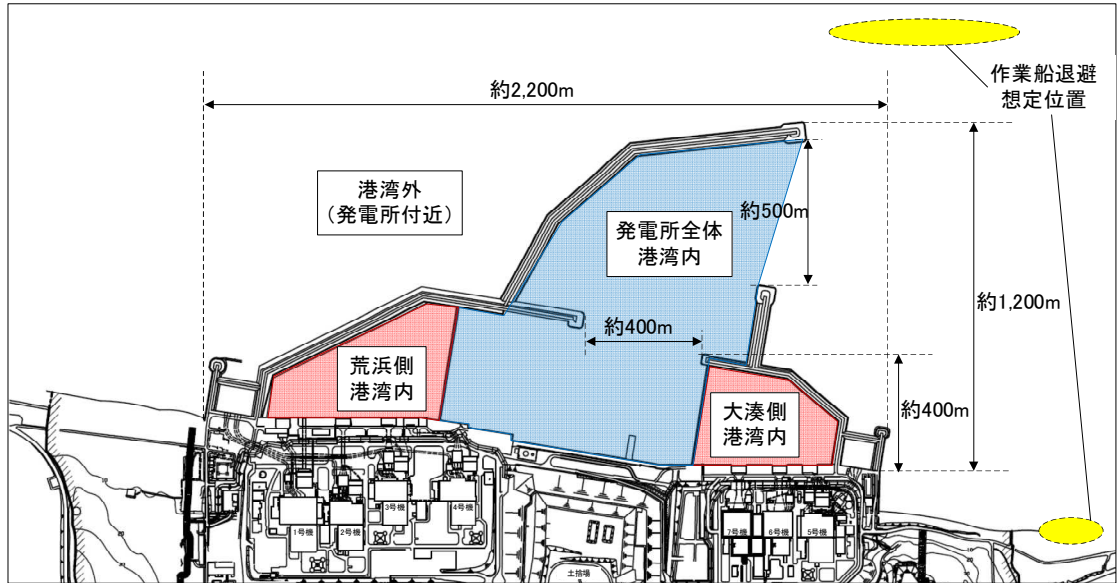 作業船退避
想定位置
約2,200m
港湾外
(発電所付近)
発電所全体
港湾内
約500m
約1,200m
約400m
荒浜側
港湾内
大湊側
港湾内
約400m
1号機
2号機
3号機
4号機
7号機
6号機
5号機
土捨場